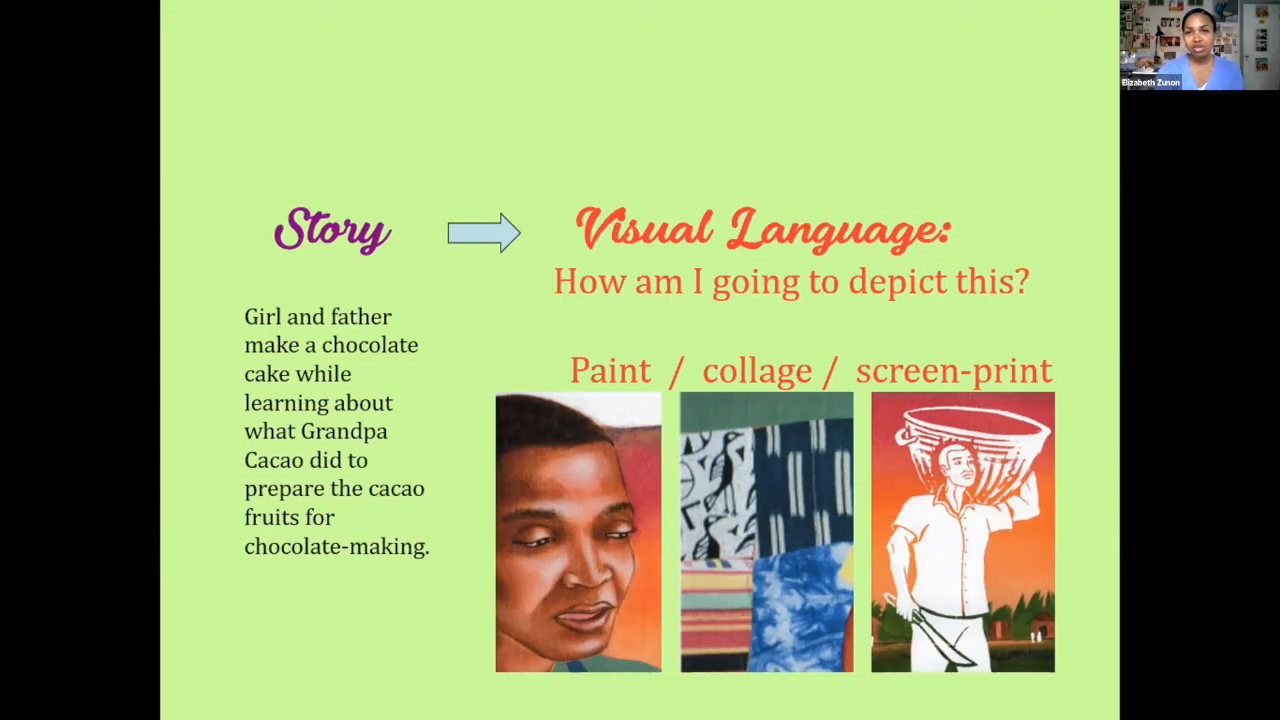 Elizabeth Zunon
Story
Visual Language:
How am I going to depict this?
Girl and father
make a chocolate
cake while
learning about
what Grandpa
Cacao did to
prepare the cacao
fruits for
chocolate-making.
Paint / collage / screen-print